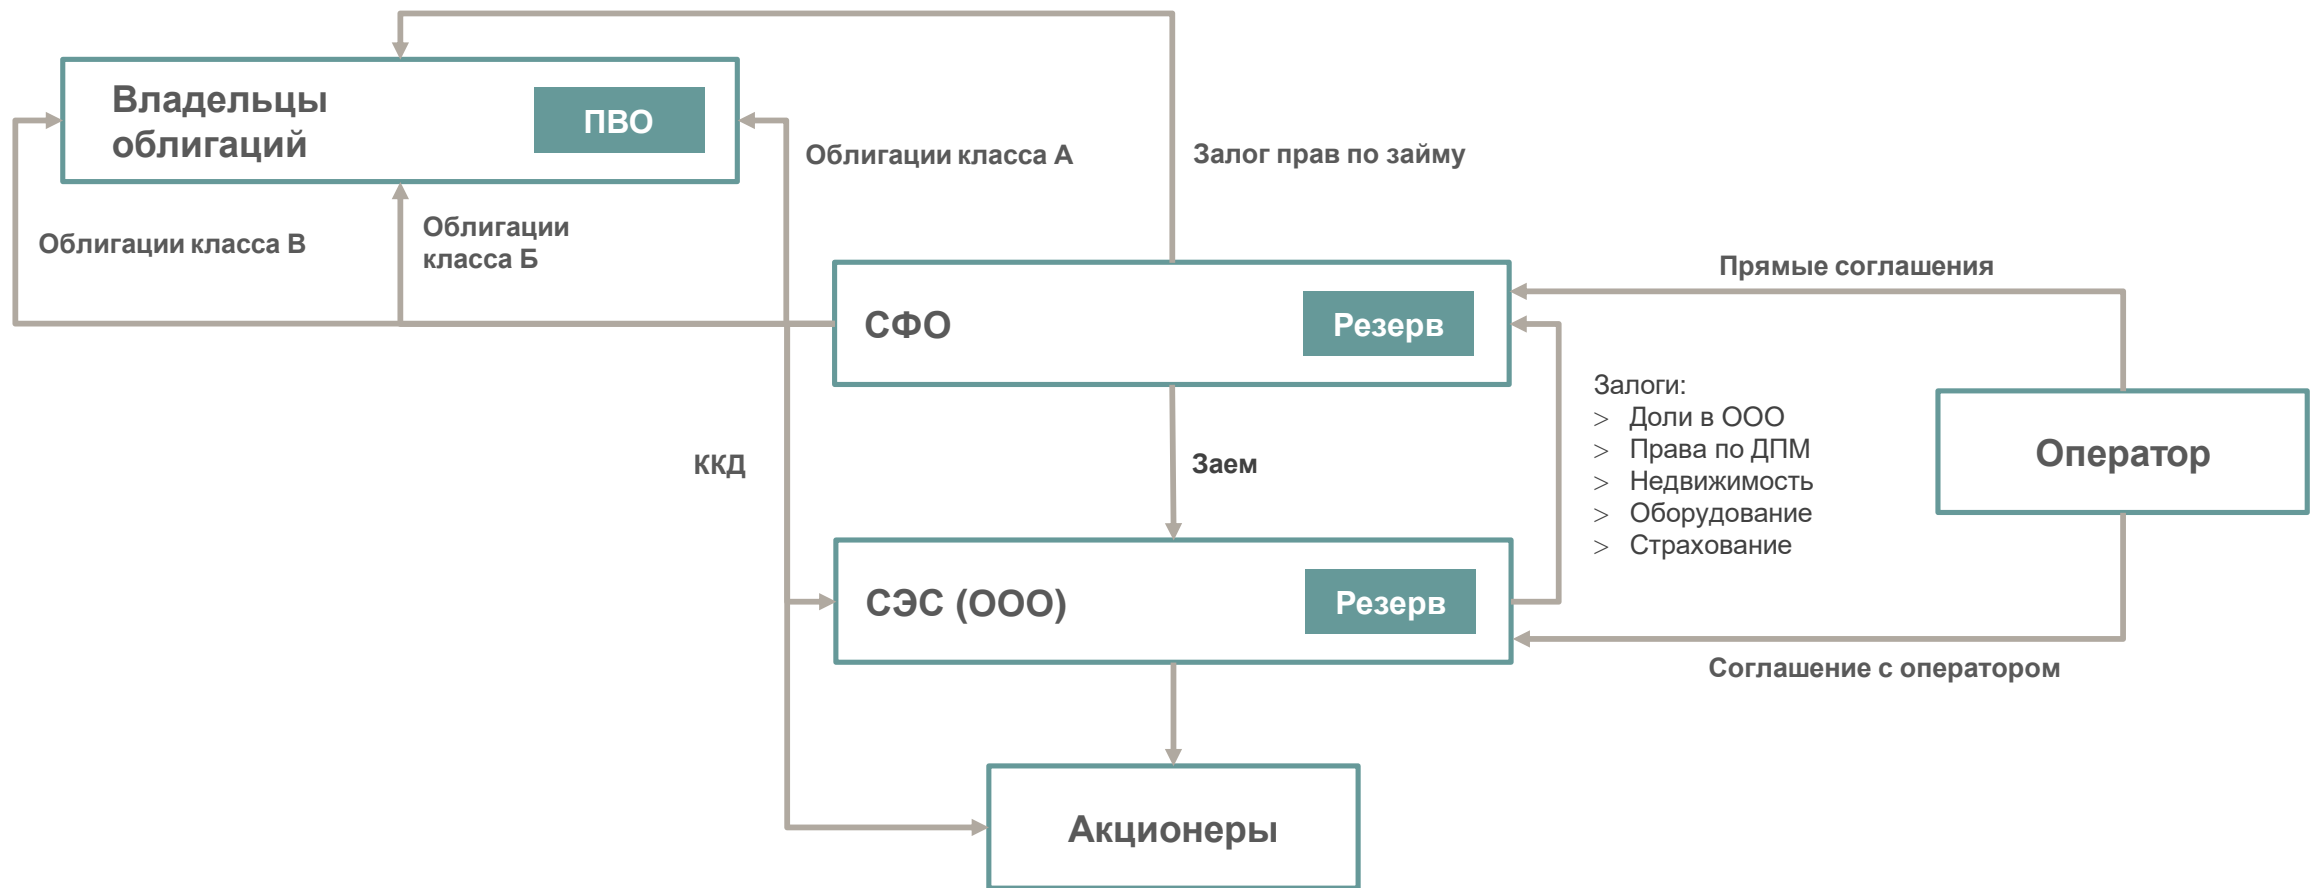 Владельцы
облигаций
ПВО
Облигации класса А
Залог прав по займу
Облигации класса В
Облигации
класса Б
Прямые соглашения
СФО
Резерв
Залоги:
> Доли в ООО
> Права по ДПМ
> Недвижимость
> Оборудование
> Страхование
Оператор
ККД
Заем
СЭС (ООО)
Резерв
Соглашение с оператором
Акционеры